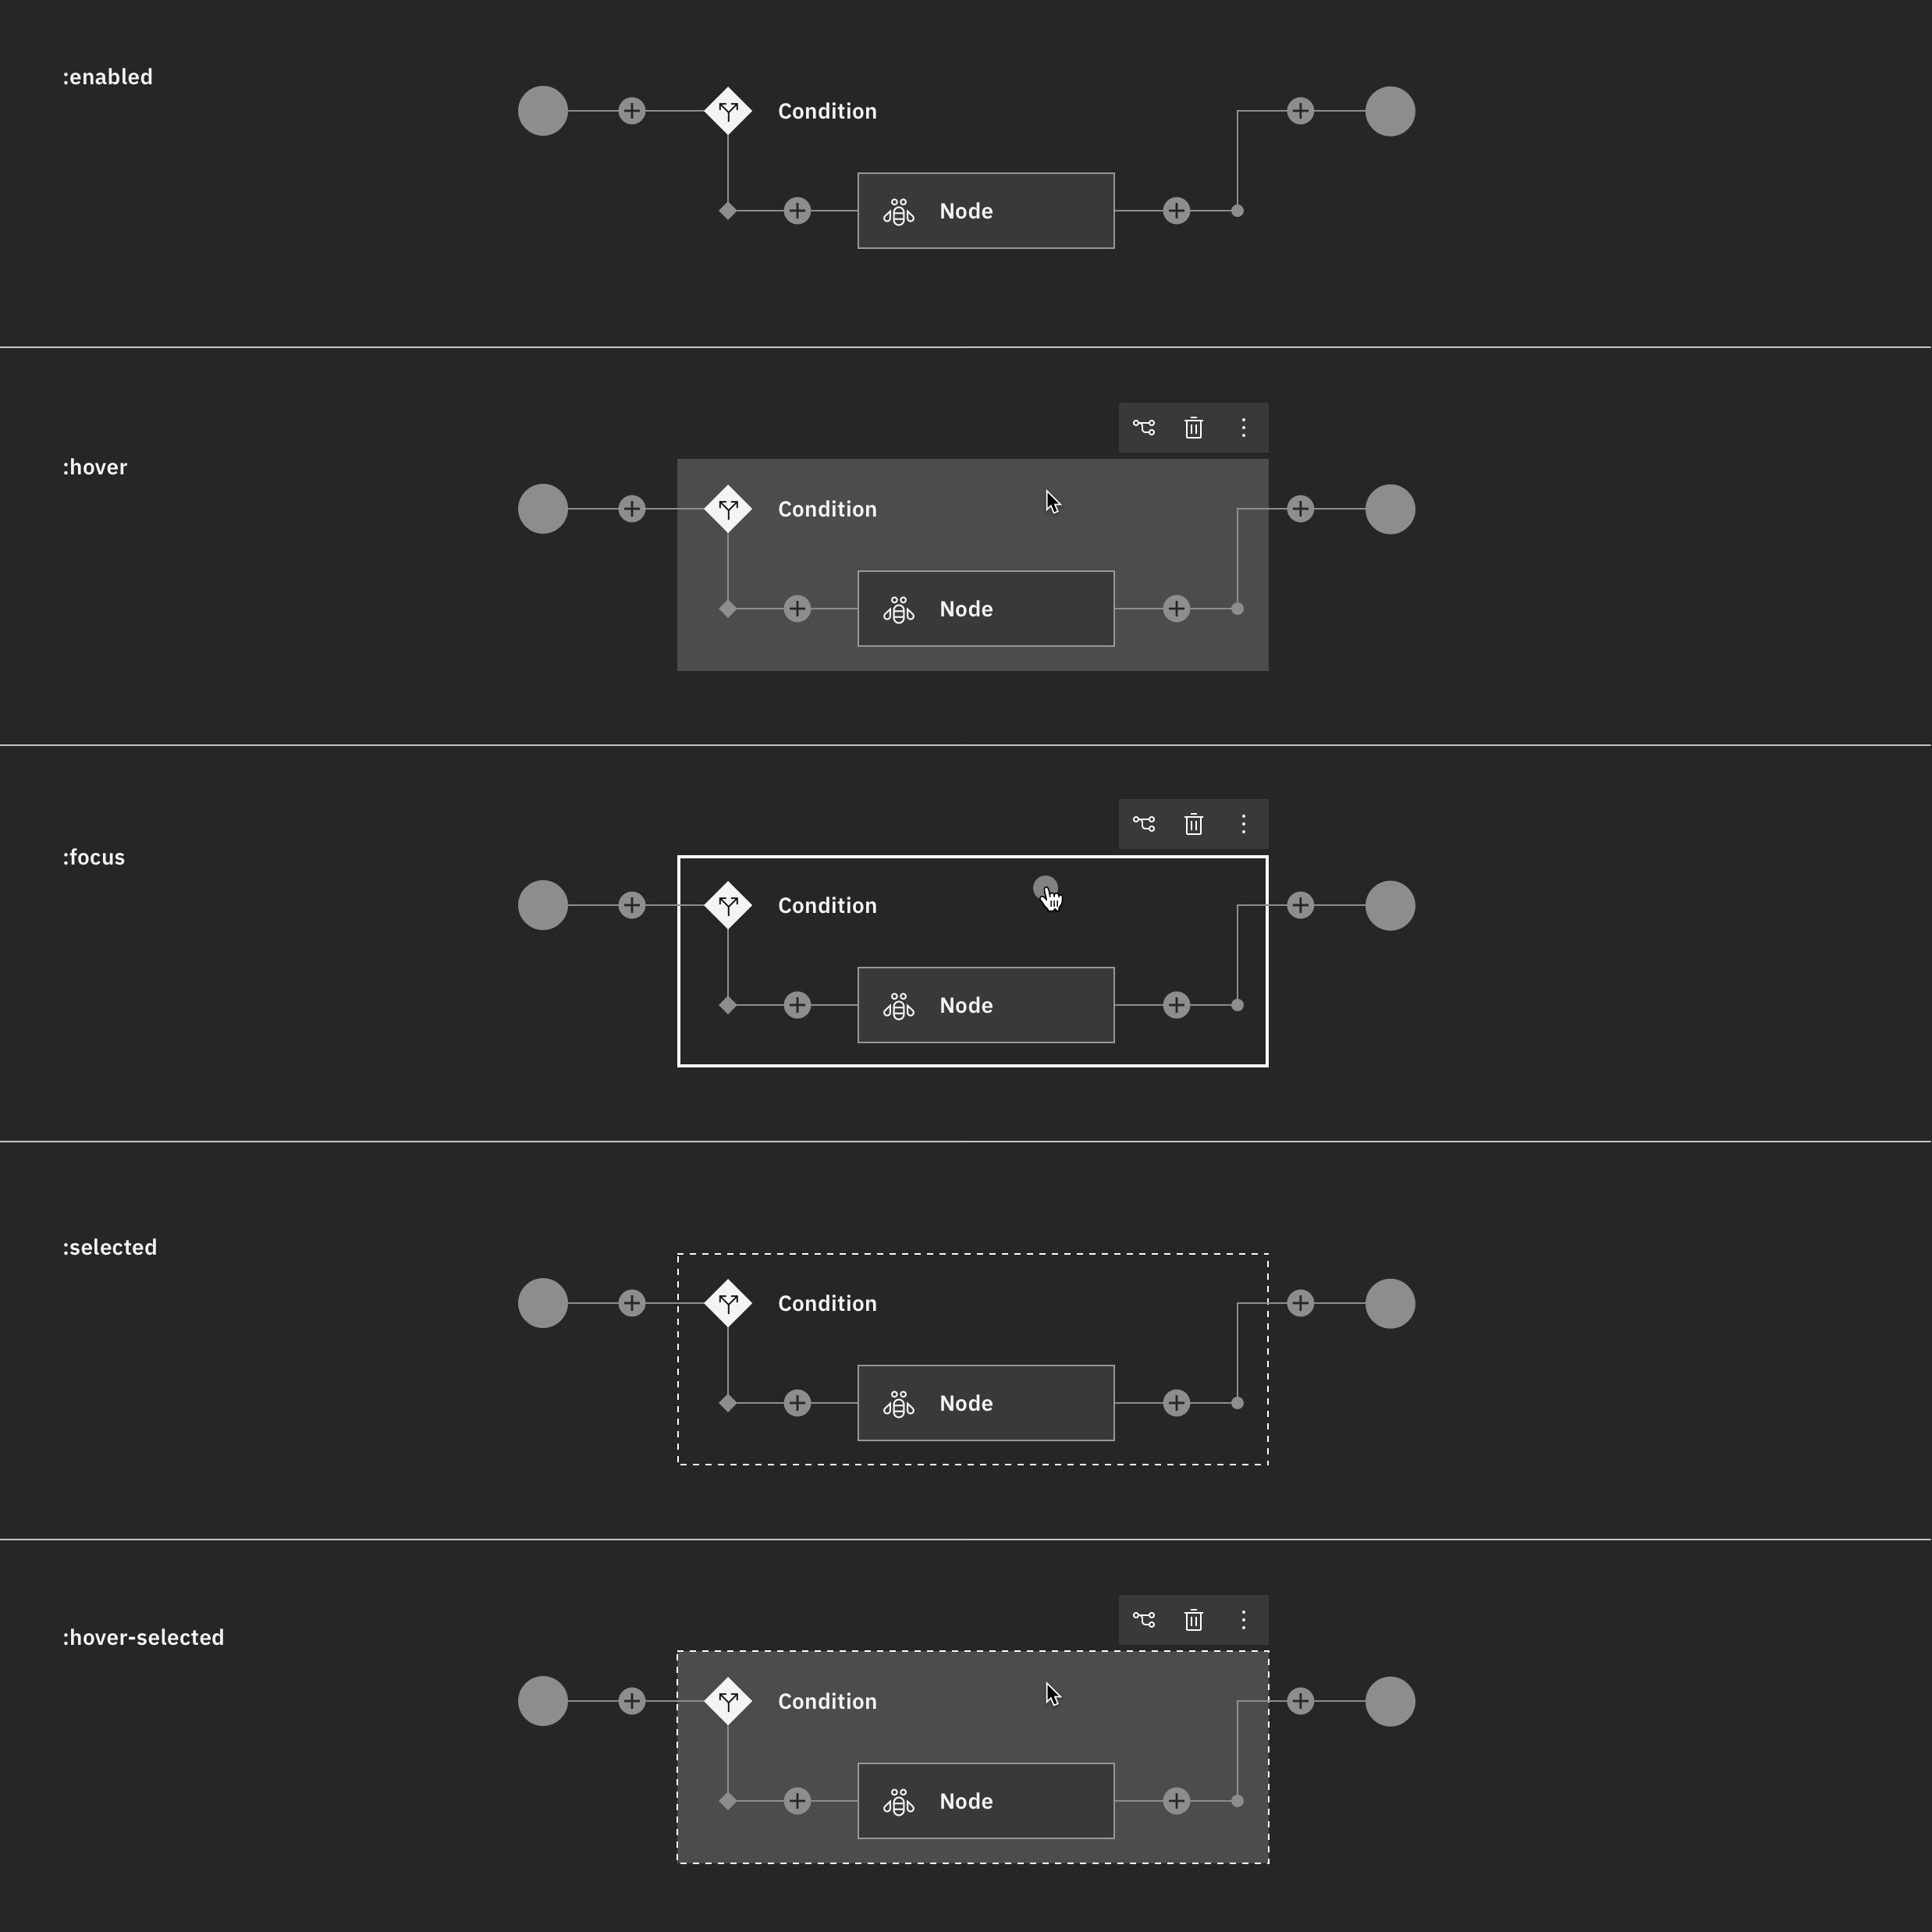 :enabled
Condition
Node
:hover
Condition
Node
:focus
Condition
Node
:selected
Condition
Node
:hover-selected
Condition
Node